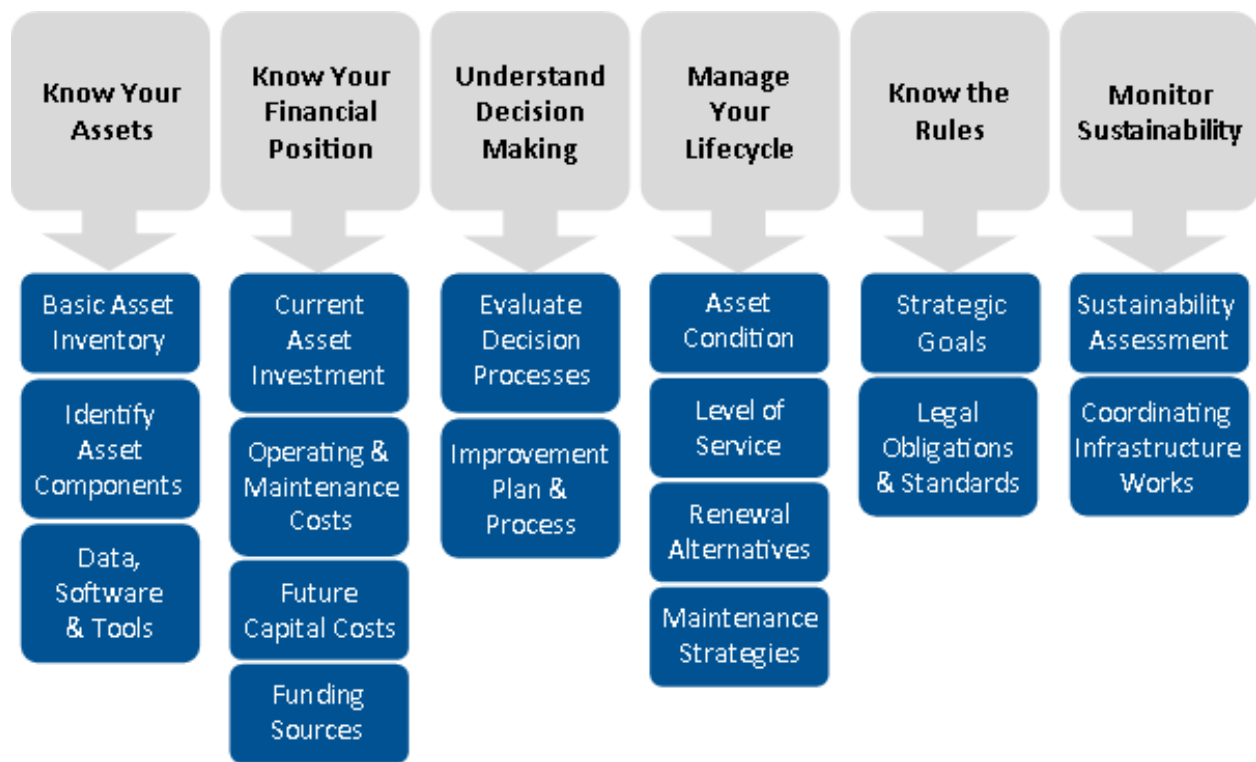 Know Your
Assets
Basic Asset
Inventory
Identify
Asset
Components
Data,
Software
& Tools
Know Your
Financial
Position
Current
Asset
Investment
Operating &
Maintenance
Costs
Future
Capital Costs
Funding
Sources
Understand
Decision
Making
Evaluate
Decision
Processes
Improvement
Plan &
Process
Manage
Your
Lifecycle
Asset
Condition
Level of
Service
Renewal
Alternatives
Maintenance
Strategies
Know the
Rules
Strategic
Goals
Legal
Obligations
& Standards
Monitor
Sustainability
Sustainability
Assessment
Coordinating
Infrastructure
Works